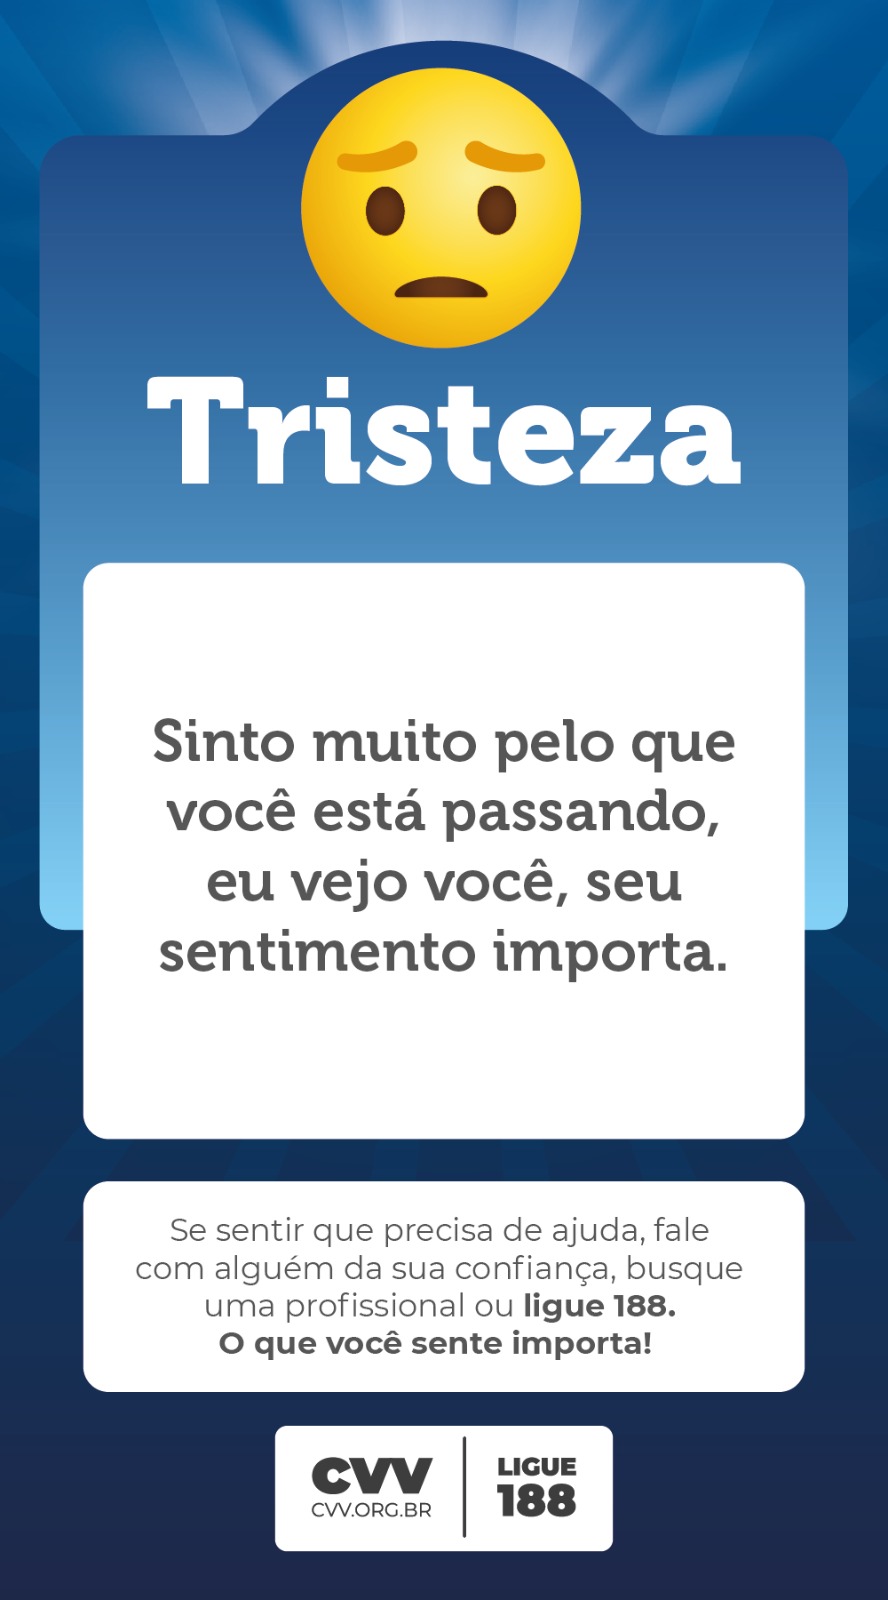 Tristeza
Sinto muito pelo que
você está passando,
eu vejo você, seu
sentimento importa.
Se sentir que precisa de ajuda, fale
com alguém da sua confiança, busque
uma profissional ou ligue 188.
O que você sente importa!
CVV
CVV.ORG.BR
LIGUE
188